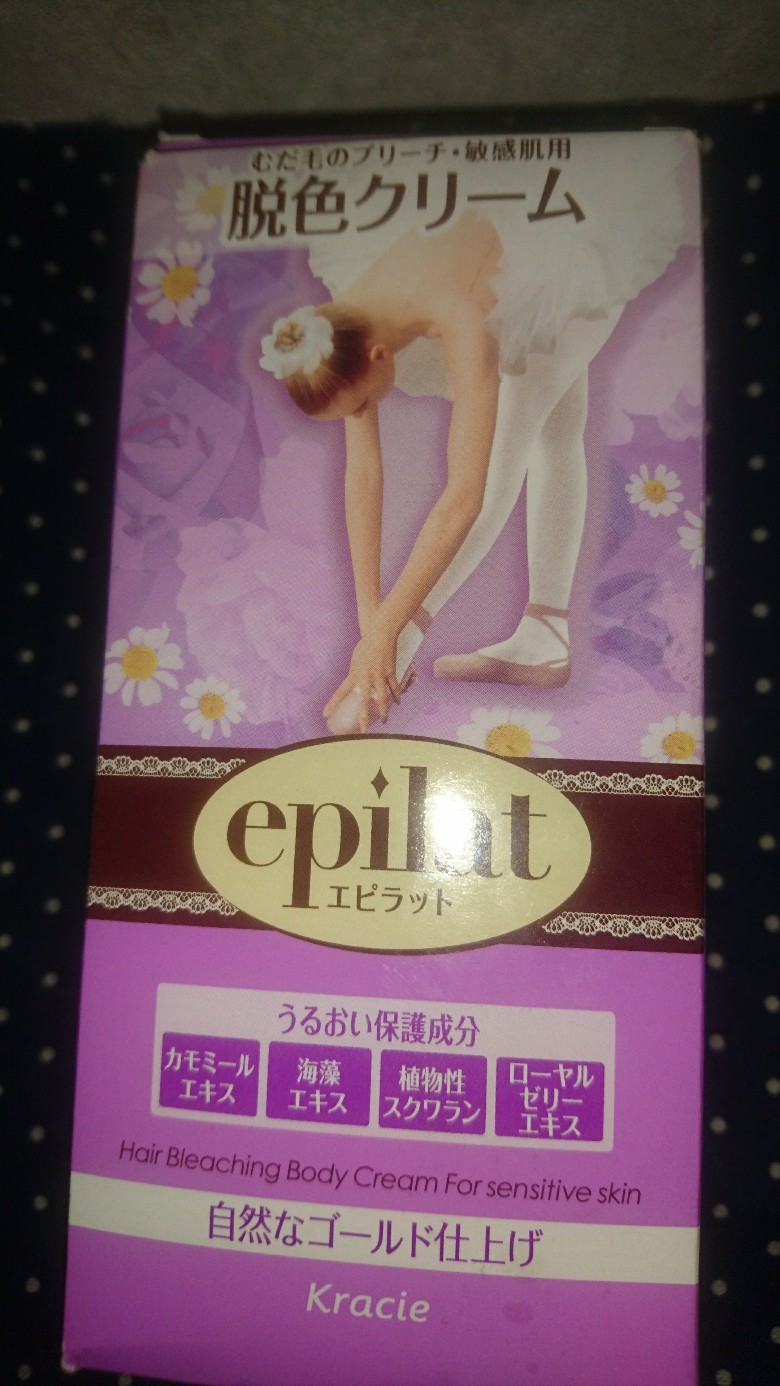 むだ毛のブリーチ・敏感肌用
脱色クリーム
epilat
エピラット
うるおい保護成分
カモミール
エキス
海藻
エキス
植物性
スクワラン
ローヤル
ゼリー
エキス
Hair Bleaching Body Cream For sensitive skin
自然なゴールド仕上げ
Kracie